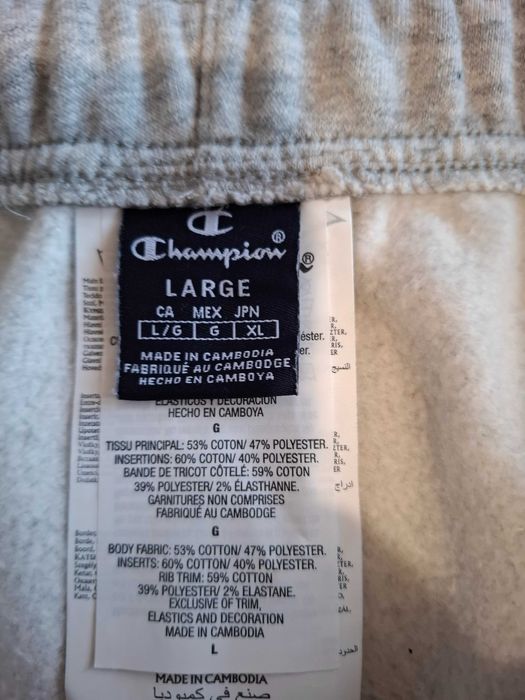 Champion®
LARGE
CA MEX JPN
L/G G XL
MADE IN CAMBODIA
FABRIQUÉ AU CAMBODGE
HECHO EN CAMBOYA
®
éster.
er.
النسيج
ELASTICOS Y DECORACION
HECHO EN CAMBOYA
G
TISSU PRINCIPAL: 53% COTON/ 47% POLYESTER.
INSERTIONS: 60% COTON/ 40% POLYESTER.
BANDE DE TRICOT CÔTELÉ: 59% COTON
39% POLYESTER/ 2% ÉLASTHANNE.
GARNITURES NON COMPRISES
FABRIQUÉ AU CAMBODGE
G
BODY FABRIC: 53% COTTON/ 47% POLYESTER.
INSERTS: 60% COTTON/ 40% POLYESTER.
RIB TRIM: 59% COTTON
39% POLYESTER/ 2% ELASTANE.
EXCLUSIVE OF TRIM,
ELASTICS AND DECORATION
MADE IN CAMBODIA
L
MADE IN CAMBODIA
صنع في كمبوديا